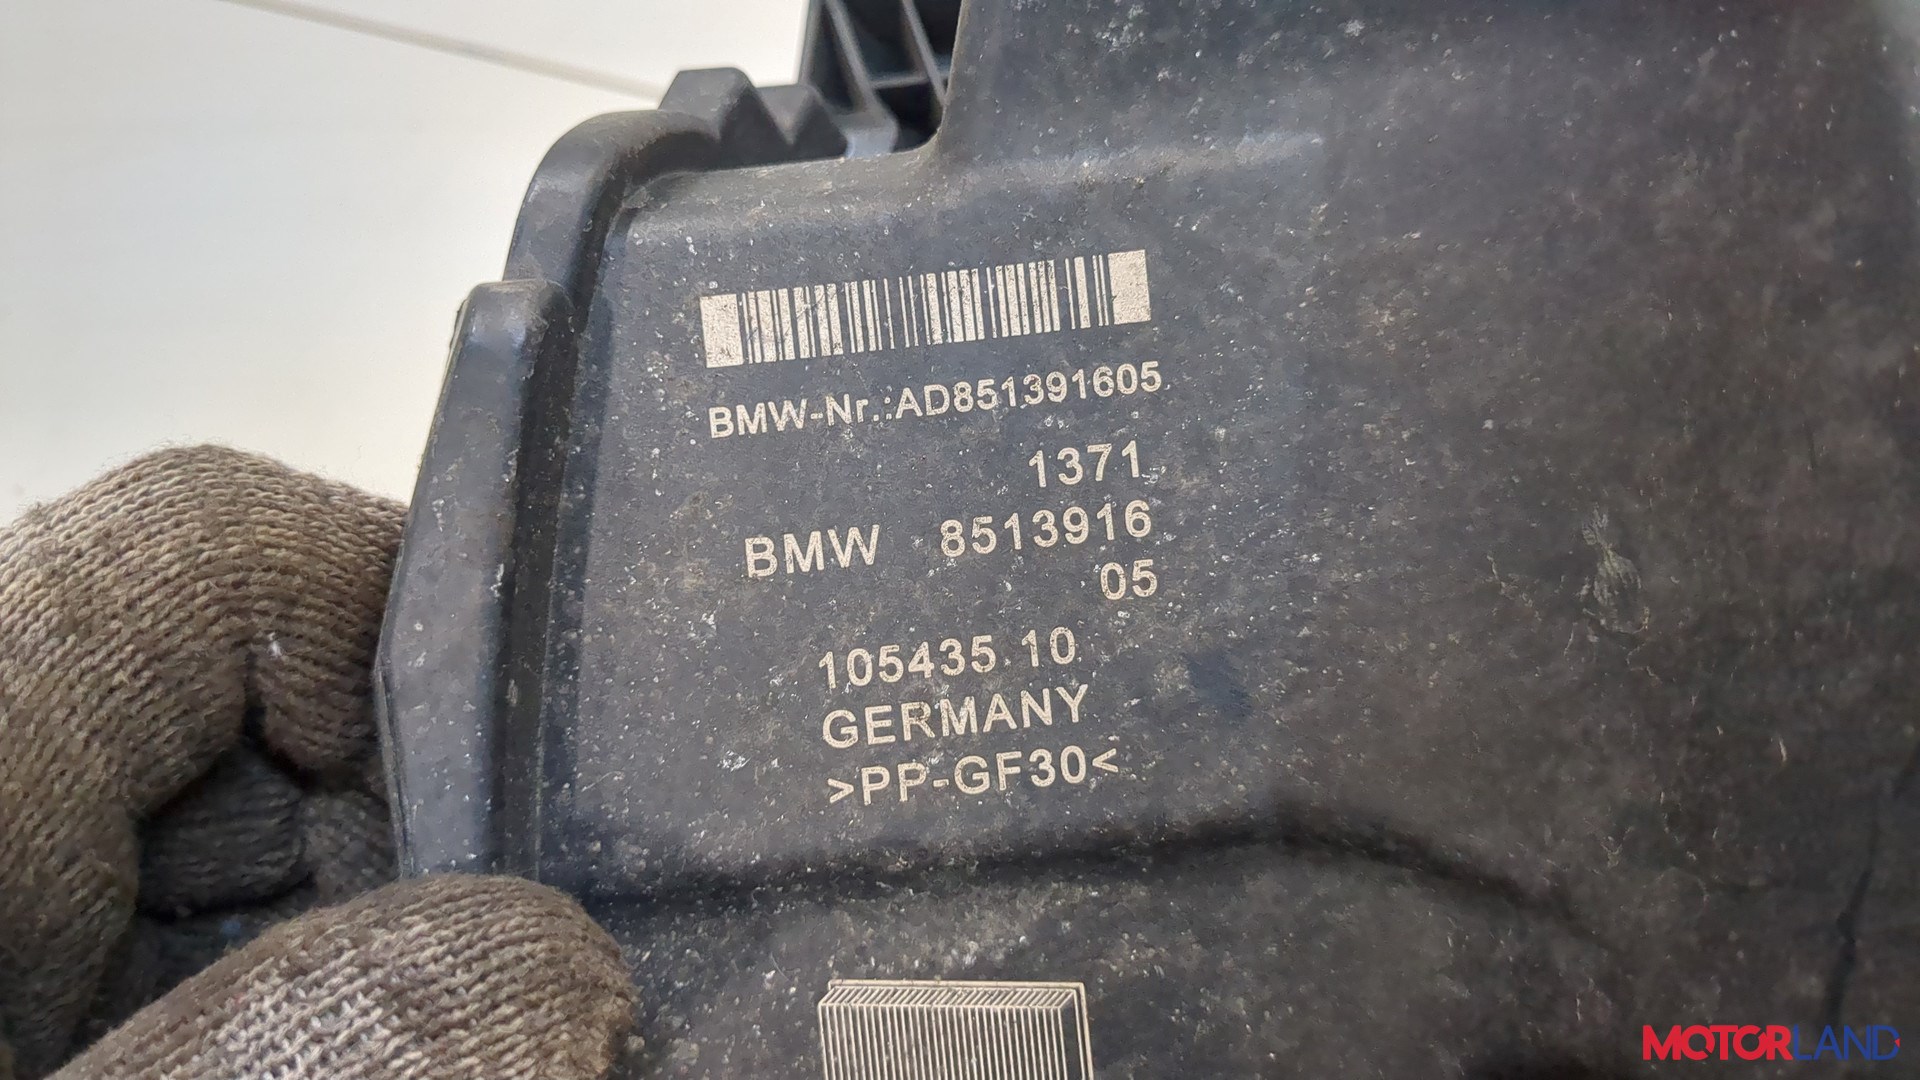 BMW-Nr.:AD851391605
1371
BMW 8513916
05
105435 10
GERMANY
>PP-GF30<
MOTORLAND